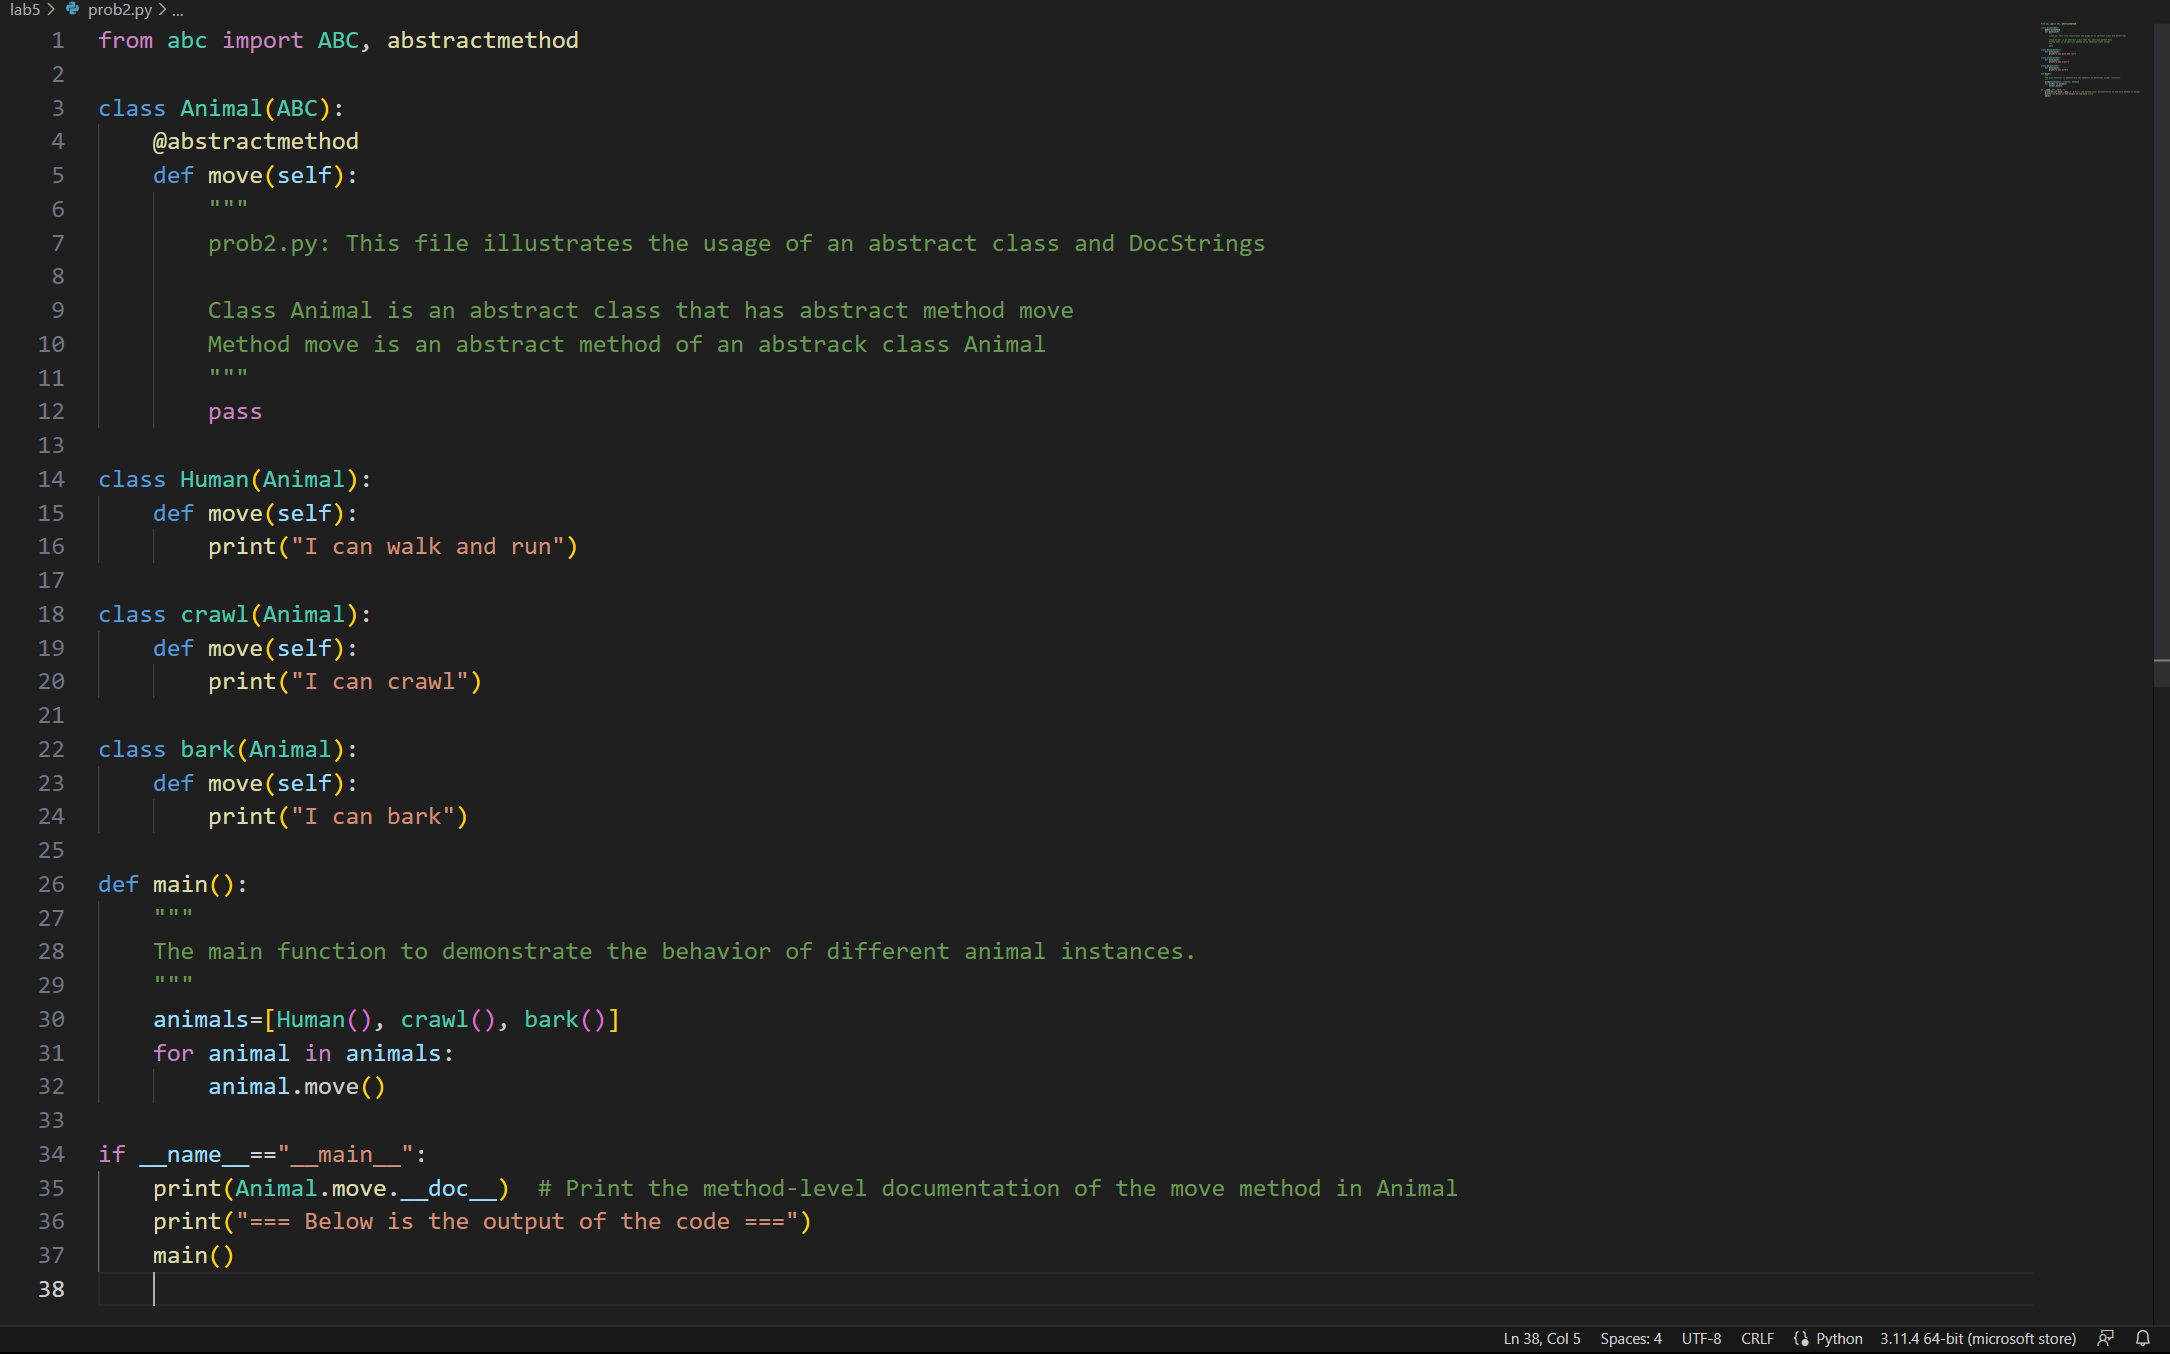 lab5 > prob2.py > ...
1 from abc import ABC, abstractmethod
2
3 class Animal(ABC):
4     @abstractmethod
5     def move(self):
6         """
7         prob2.py: This file illustrates the usage of an abstract class and DocStrings
8
9         Class Animal is an abstract class that has abstract method move
10         Method move is an abstract method of an abstrack class Animal
11         """
12         pass
13
14 class Human(Animal):
15     def move(self):
16         print("I can walk and run")
17
18 class crawl(Animal):
19     def move(self):
20         print("I can crawl")
21
22 class bark(Animal):
23     def move(self):
24         print("I can bark")
25
26 def main():
27     """
28     The main function to demonstrate the behavior of different animal instances.
29     """
30     animals=[Human(), crawl(), bark()]
31     for animal in animals:
32         animal.move()
33
34 if __name__=="__main__":
35     print(Animal.move.__doc__)  # Print the method-level documentation of the move method in Animal
36     print("=== Below is the output of the code ===")
37     main()
38
Ln 38, Col 5 Spaces: 4 UTF-8 CRLF {} Python 3.11.4 64-bit (microsoft store)